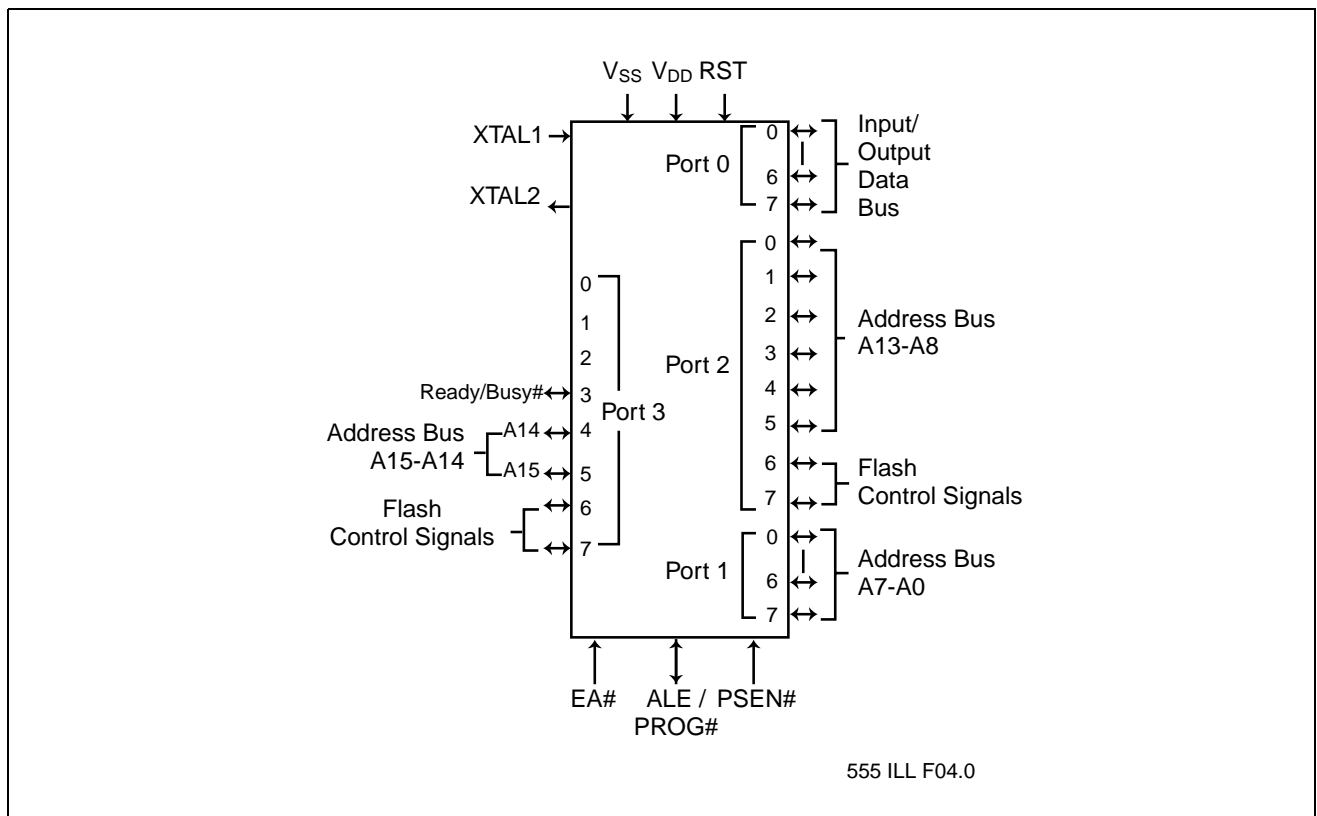 VSS VDD RST
XTAL1
XTAL2
Port 0
0
6
7
Input/
Output
Data
Bus
Port 2
0
1
2
3
4
5
6
7
Address Bus
A13-A8
Flash
Control Signals
Port 3
0
1
2
3
4
5
6
7
Ready/Busy#
Address Bus
A15-A14
A14
A15
Flash
Control Signals
Port 1
0
6
7
Address Bus
A7-A0
EA#
ALE /
PROG#
PSEN#
555 ILL F04.0